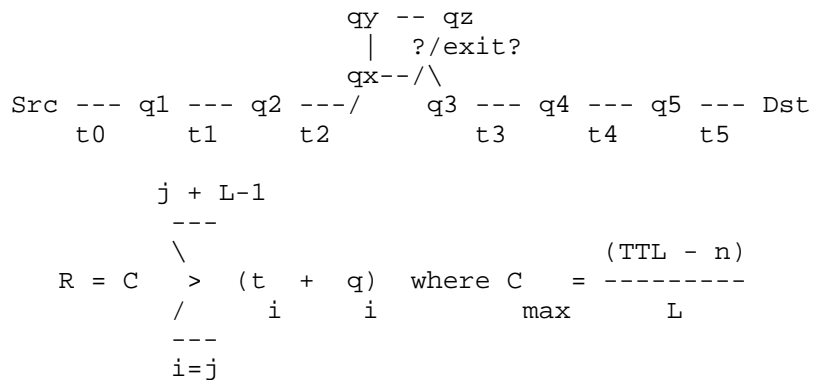 qy -- qz
                              |   ?/exit?
                            qx--/\
Src --- q1 --- q2 ---/    q3 --- q4 --- q5 --- Dst
    t0     t1     t2          t3     t4     t5
j + L-1
---
\                                (TTL - n)
R = C   >  (t  +  q)  where C   = ---------
/     i     i          max      L
---
i=j